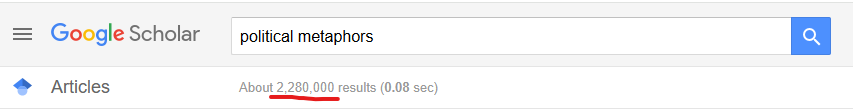 Google Scholar
political metaphors
Articles
About 2,280,000 results (0.08 sec)